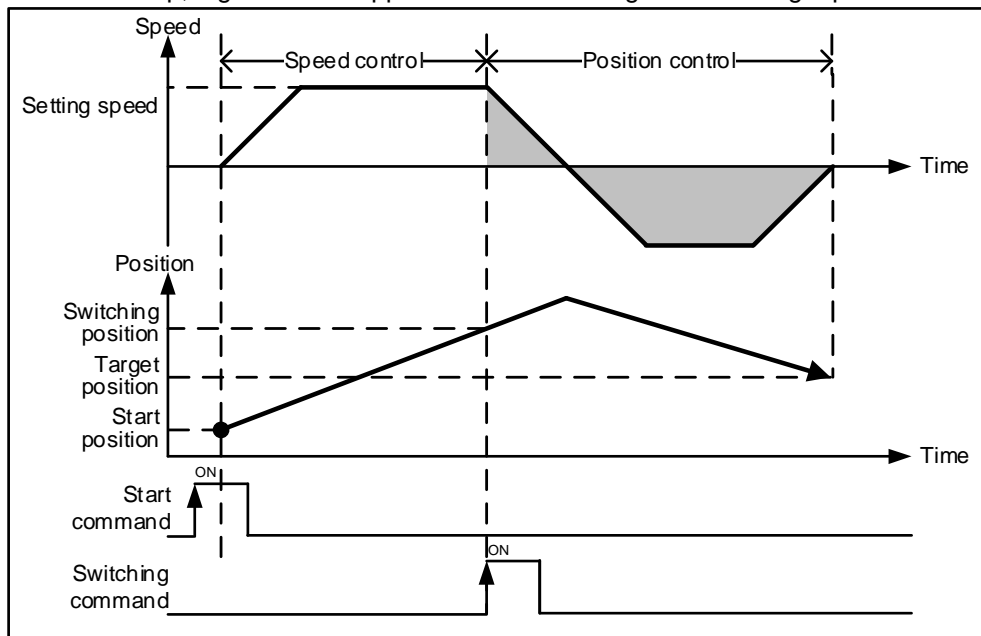 Speed
Speed control
Position control
Setting speed
Time
Position
Switching
position
Target
position
Start
position
Time
ON
Start
command
ON
Switching
command